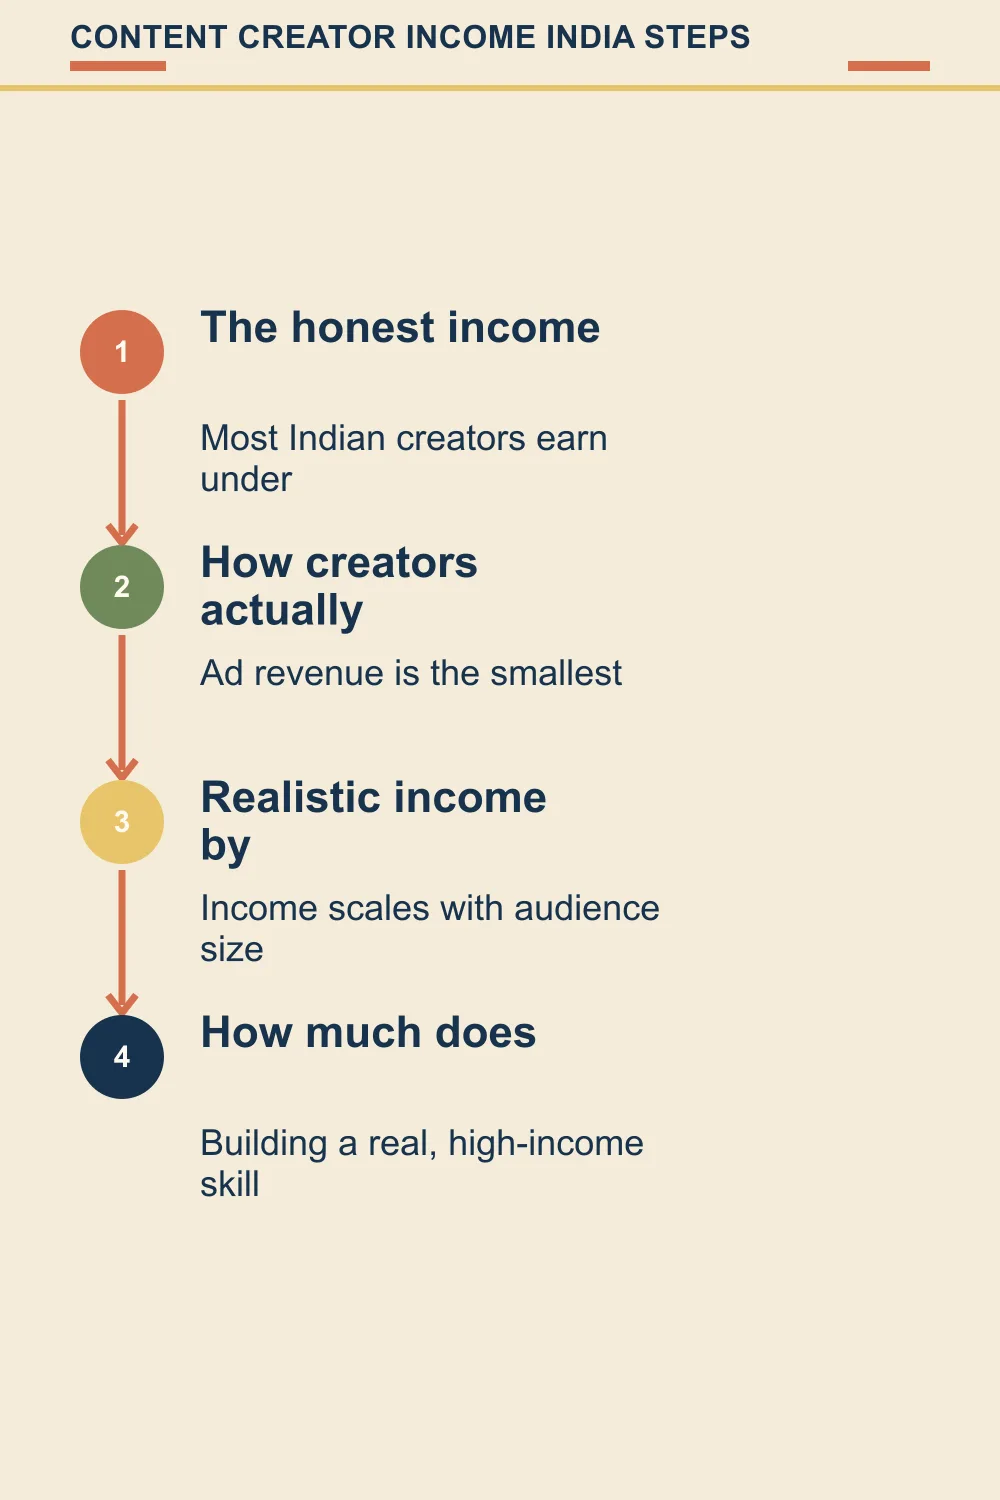 CONTENT CREATOR INCOME INDIA STEPS
1
The honest income
Most Indian creators earn
under
2
How creators
actually
Ad revenue is the smallest
3
Realistic income
by
Income scales with audience
size
4
How much does
Building a real, high-income
skill